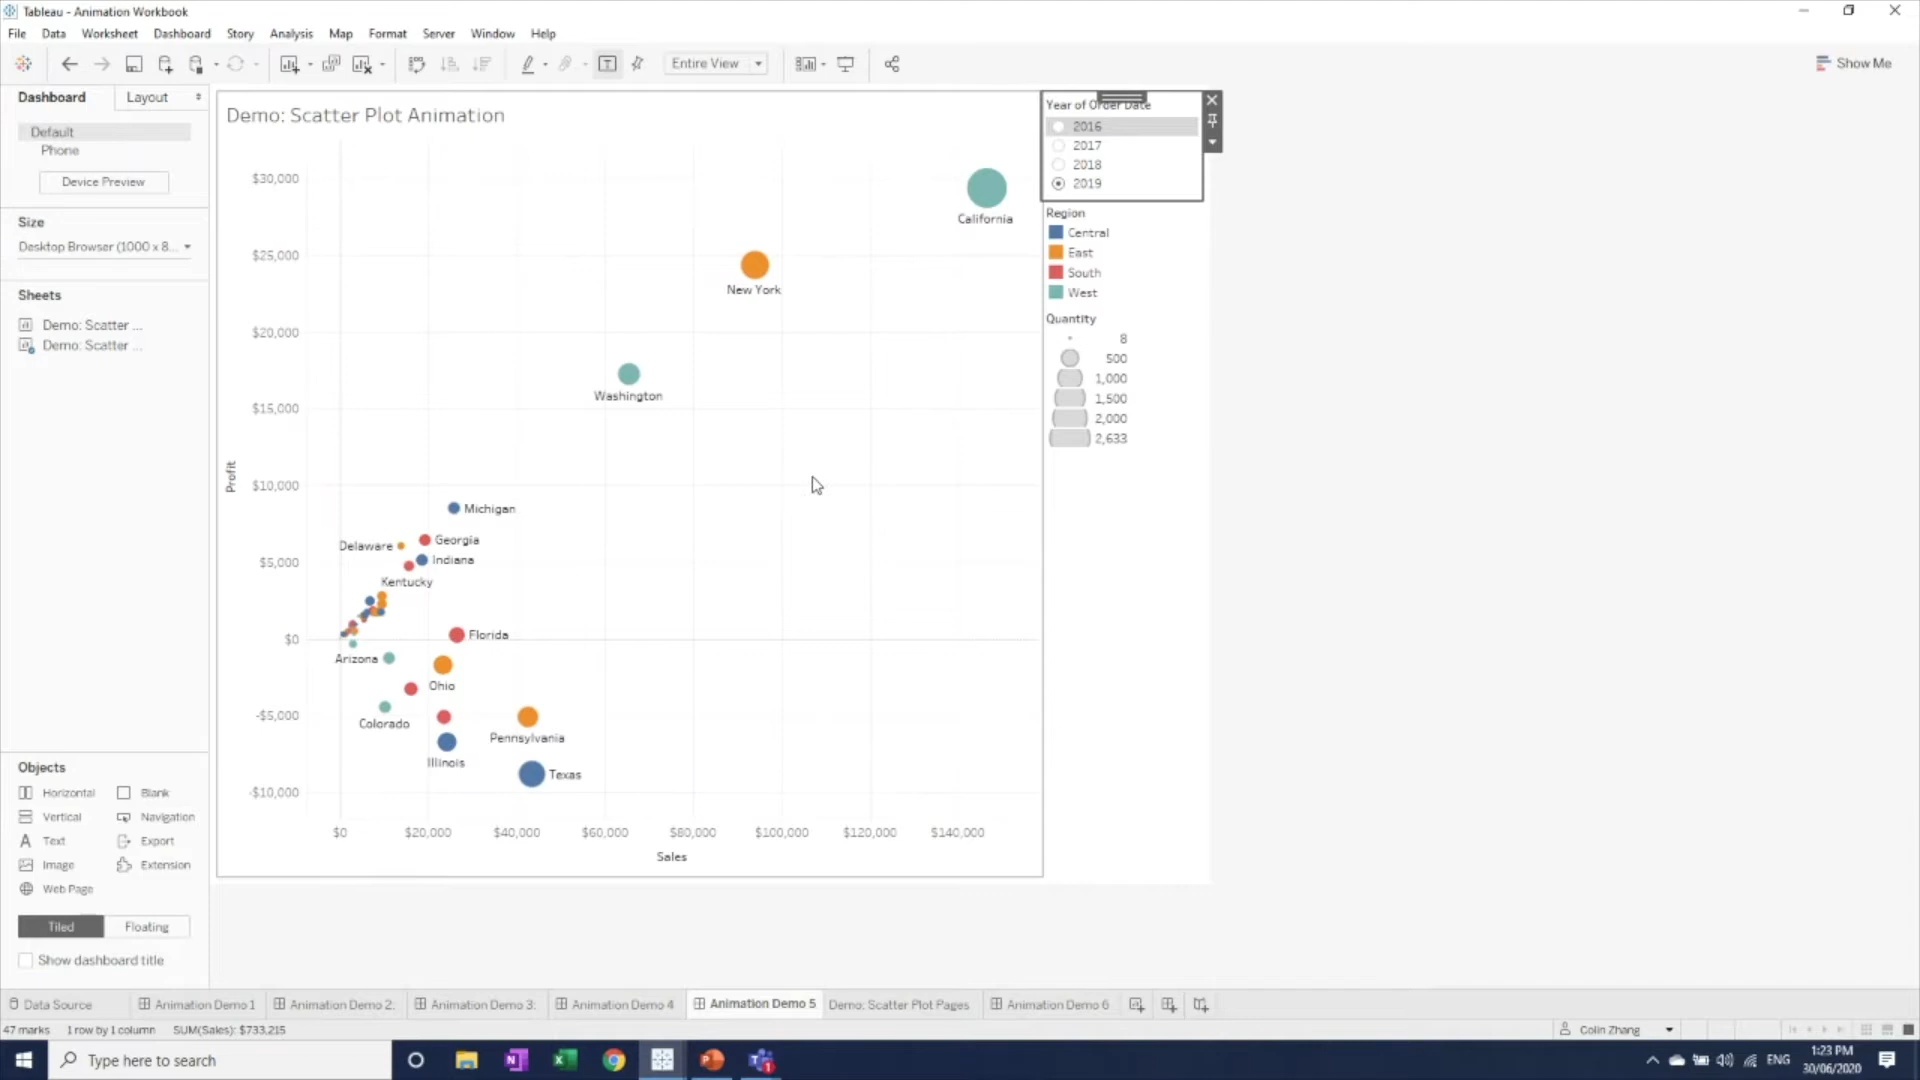 Tableau - Animation Workbook
File Data Worksheet Dashboard Story Analysis Map Format Server Window Help
Entire View
Show Me
Dashboard Layout
Default
Phone
Device Preview
Size
Desktop Browser (1000 x 8...
Sheets
Demo: Scatter ...
Demo: Scatter ...
Objects
Horizontal Blank
Vertical Navigation
Text Export
Image Extension
Web Page
Tiled Floating
Show dashboard title
Demo: Scatter Plot Animation
$30,000
$25,000
$20,000
$15,000
$10,000
$5,000
$0
-$5,000
-$10,000
Profit
California
New York
Washington
Michigan
Georgia
Delaware
Indiana
Kentucky
Florida
Arizona
Ohio
Colorado
Pennsylvania
Illinois
Texas
$0 $20,000 $40,000 $60,000 $80,000 $100,000 $120,000 $140,000
Sales
Year of Order Date
2016
2017
2018
2019
Region
Central
East
South
West
Quantity
8
500
1,000
1,500
2,000
2,633
Data Source Animation Demo 1 Animation Demo 2: Animation Demo 3: Animation Demo 4 Animation Demo 5 Demo: Scatter Plot Pages Animation Demo 6
47 marks 1 row by 1 column SUM(Sales): $733,215
Colin Zhang
Type here to search
ENG
1:23 PM
30/06/2020